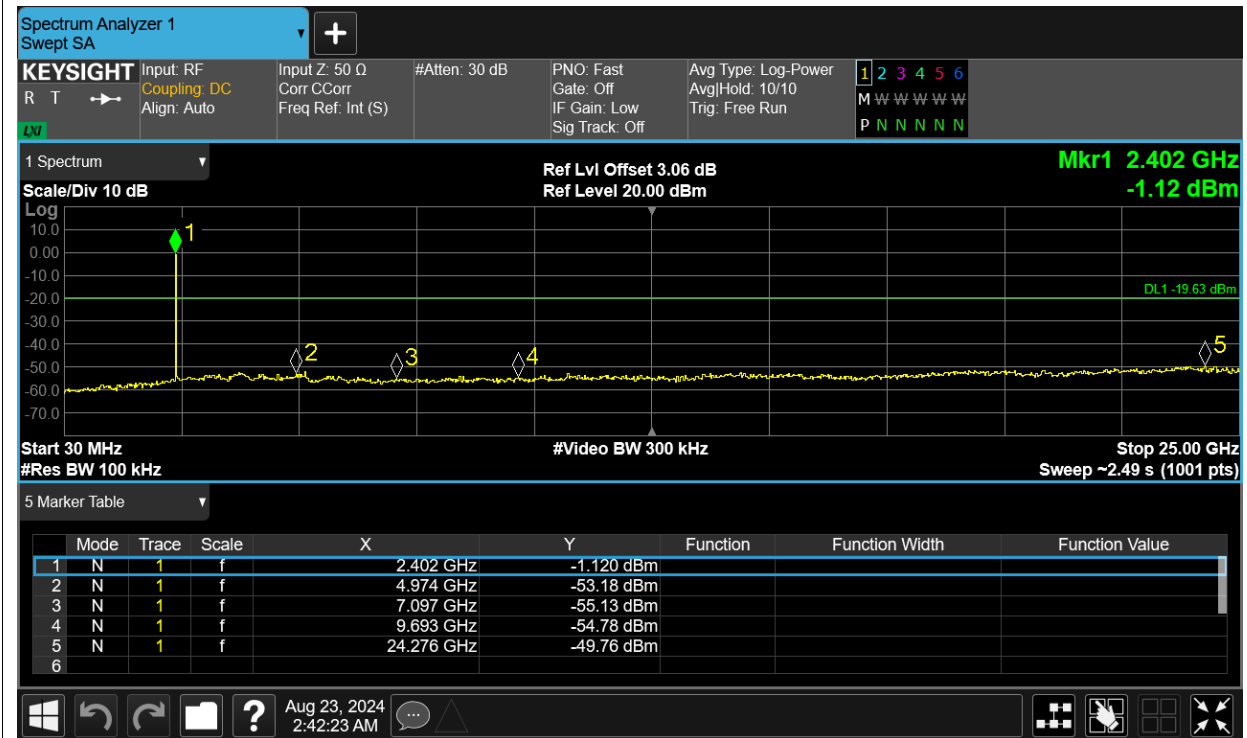 Spectrum Analyzer 1
Swept SA
KEYSIGHT
R T
LXI
Input: RF
Coupling: DC
Align: Auto
Input Z: 50 Ω
Corr CCorr
Freq Ref: Int (S)
#Atten: 30 dB
PNO: Fast
Gate: Off
IF Gain: Low
Sig Track: Off
Avg Type: Log-Power
Avg|Hold: 10/10
Trig: Free Run
1 2 3 4 5 6
M W W W W W
P N N N N N
1 Spectrum
Scale/Div 10 dB
Ref Lvl Offset 3.06 dB
Ref Level 20.00 dBm
Mkr1 2.402 GHz
-1.12 dBm
Log
10.0
0.00
-10.0
-20.0
-30.0
-40.0
-50.0
-60.0
-70.0
1
2
3
4
5
DL1 -19.63 dBm
Start 30 MHz
#Res BW 100 kHz
#Video BW 300 kHz
Stop 25.00 GHz
Sweep ~2.49 s (1001 pts)
5 Marker Table
Mode Trace Scale X Y Function Function Width Function Value
1 N 1 f 2.402 GHz -1.120 dBm
2 N 1 f 4.974 GHz -53.18 dBm
3 N 1 f 7.097 GHz -55.13 dBm
4 N 1 f 9.693 GHz -54.78 dBm
5 N 1 f 24.276 GHz -49.76 dBm
6
?
Aug 23, 2024
2:42:23 AM